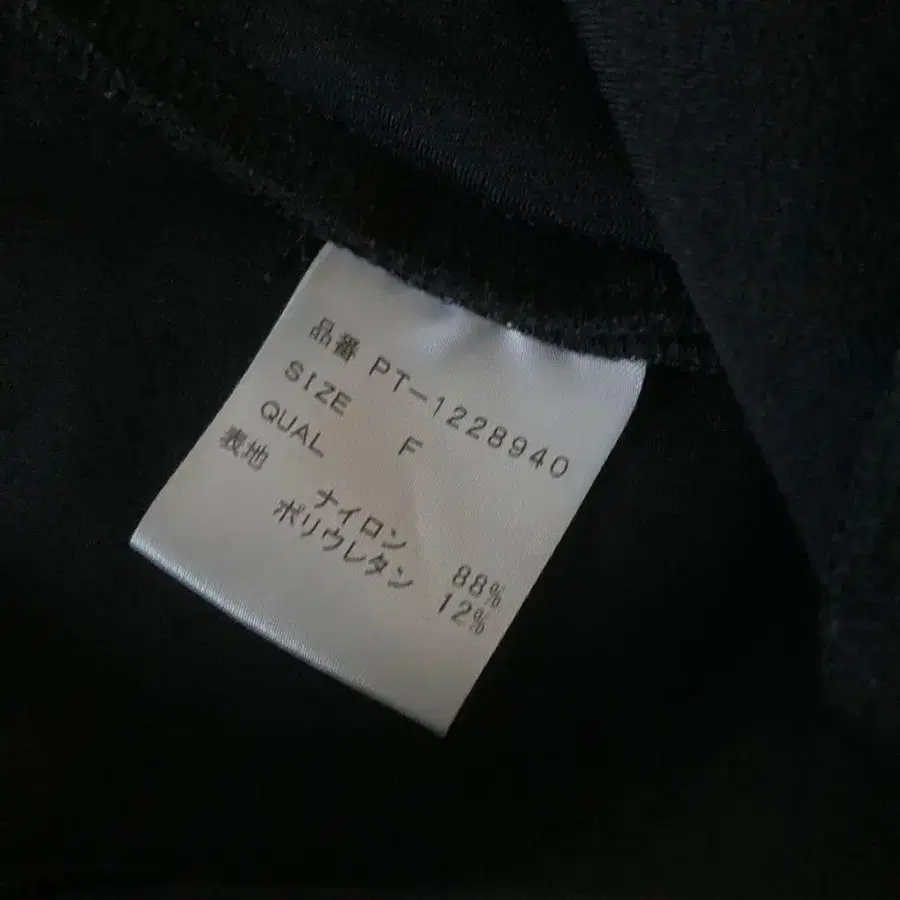 品番 PT-1228940
SIZE F
QUAL
表地
ナイロン 88%
ポリウレタン 12%